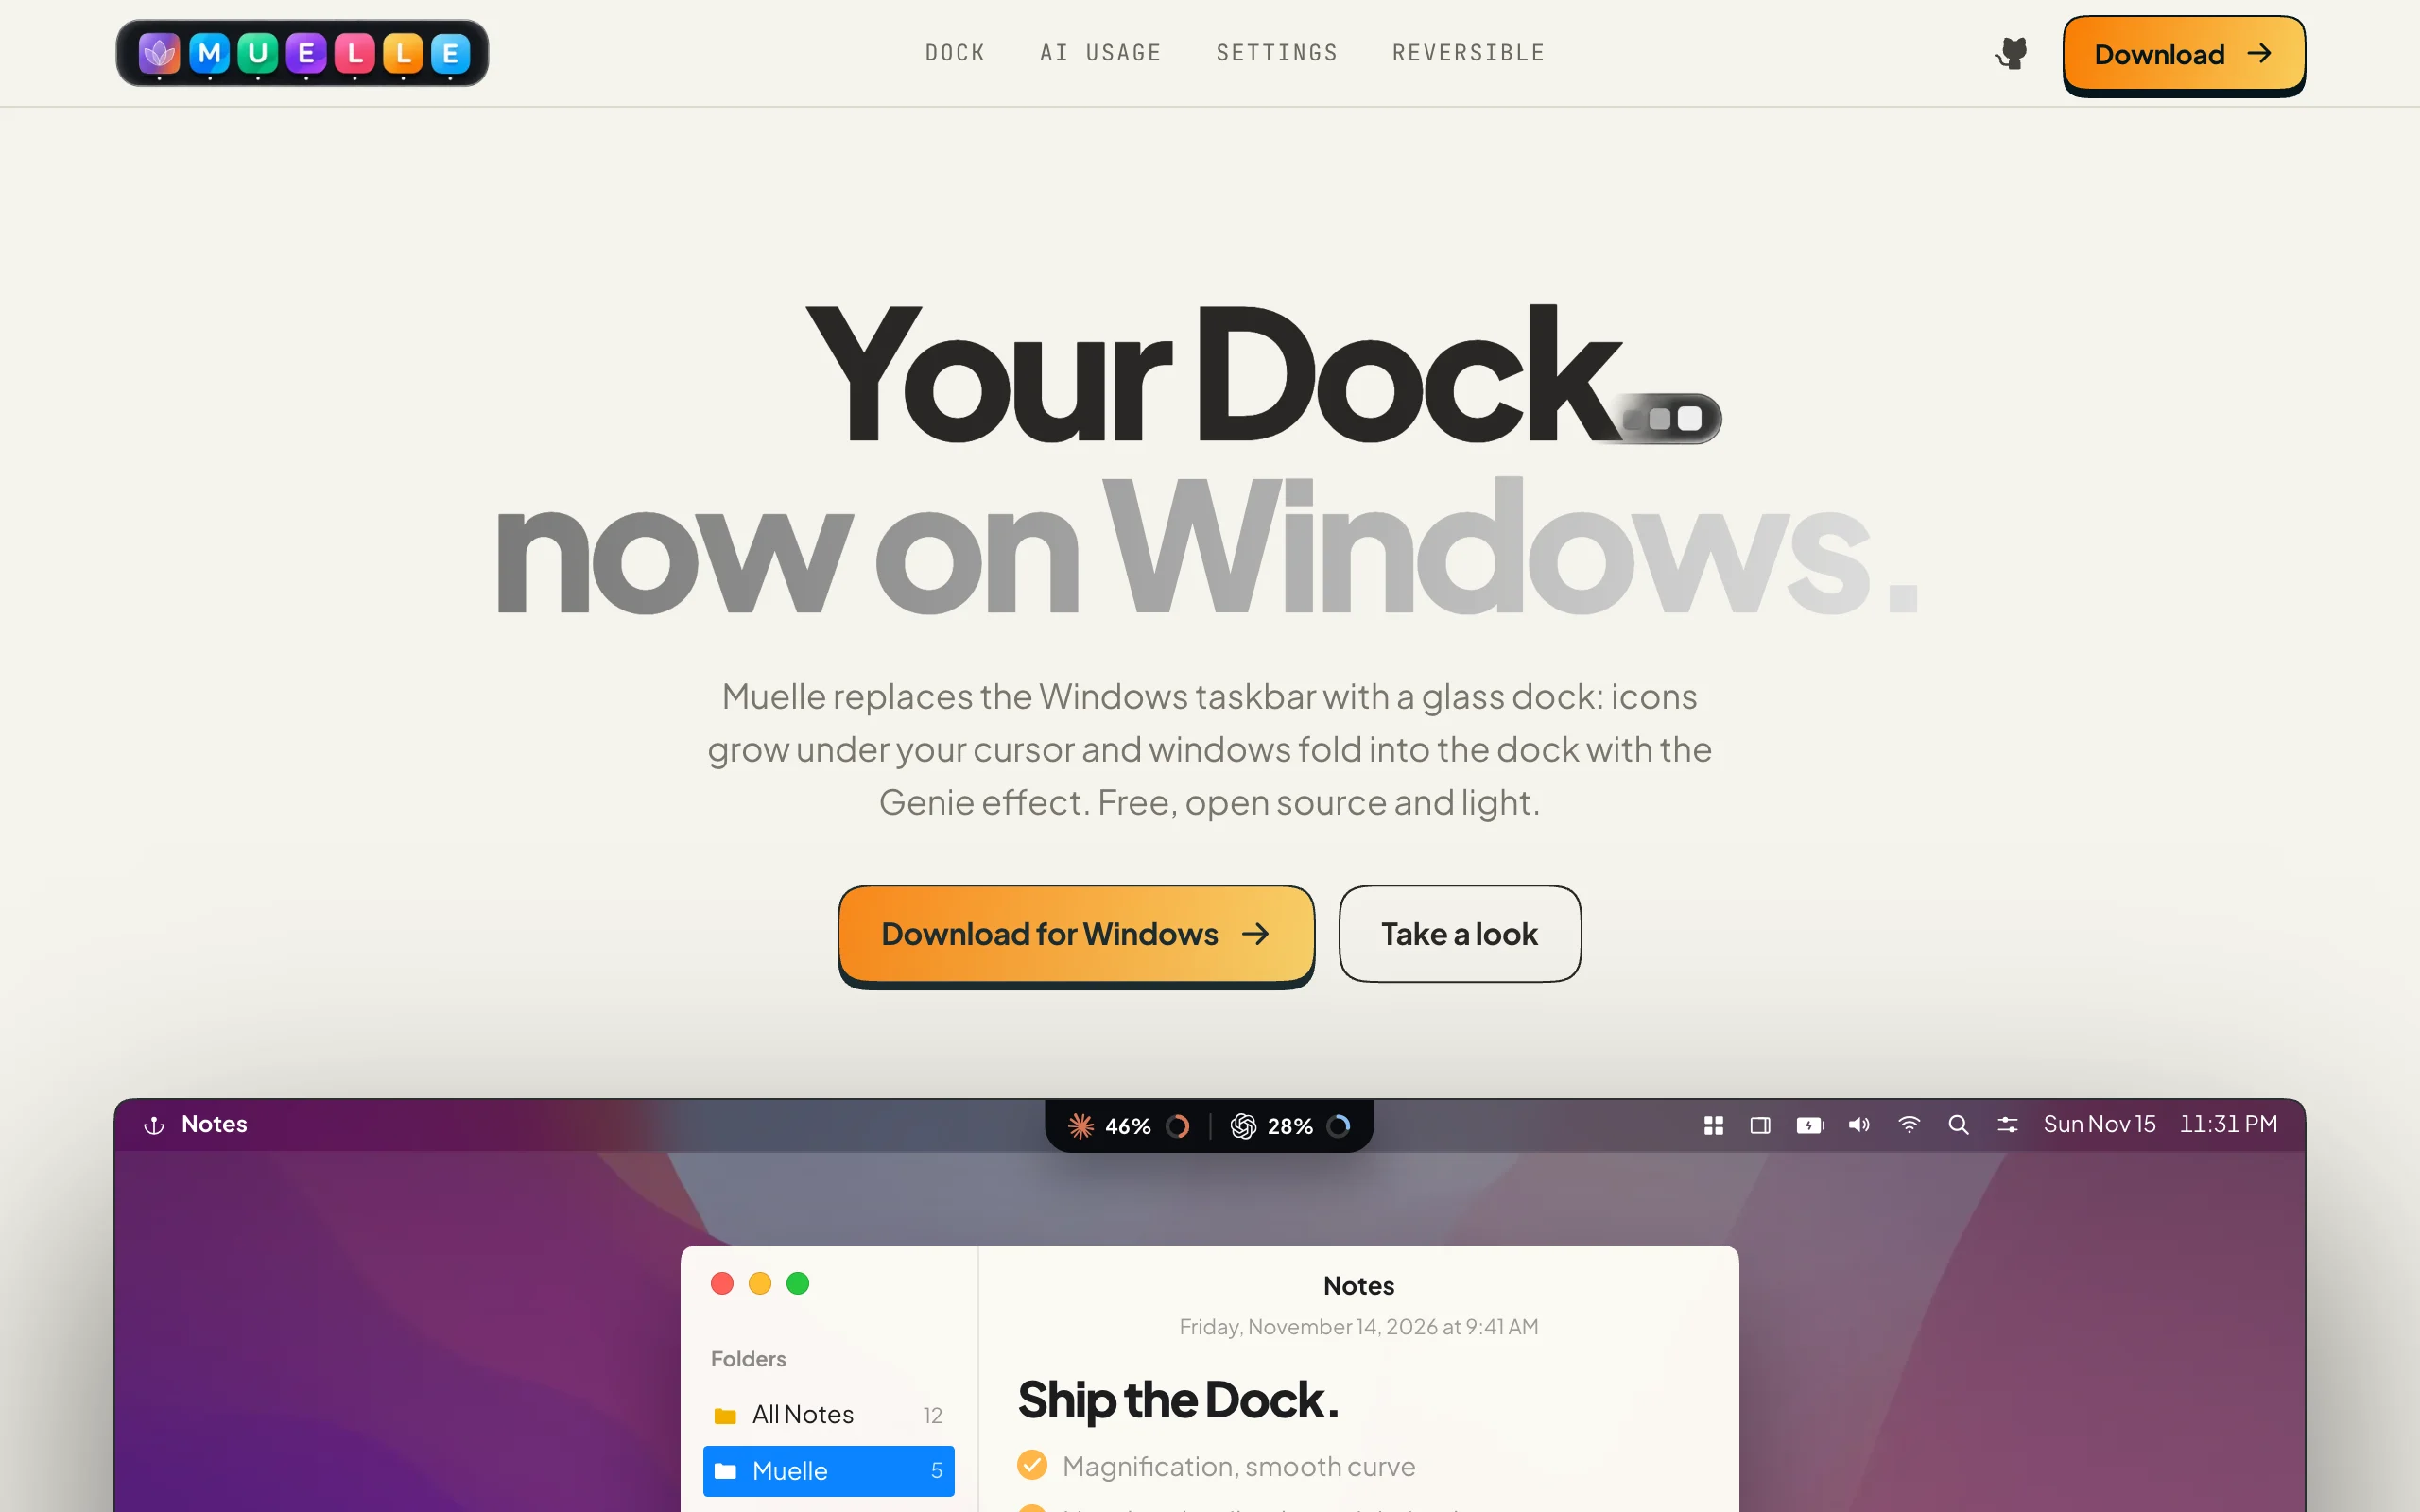 MUELLE
DOCK
AI USAGE
SETTINGS
REVERSIBLE
Download
Your Dock
now on Windows.
Muelle replaces the Windows taskbar with a glass dock: icons
grow under your cursor and windows fold into the dock with the
Genie effect. Free, open source and light.
Download for Windows
Take a look
Notes
46%
28%
Sun Nov 15
11:31 PM
Notes
Friday, November 14, 2026 at 9:41 AM
Folders
All Notes
12
Muelle
5
Ship the Dock.
Magnification, smooth curve